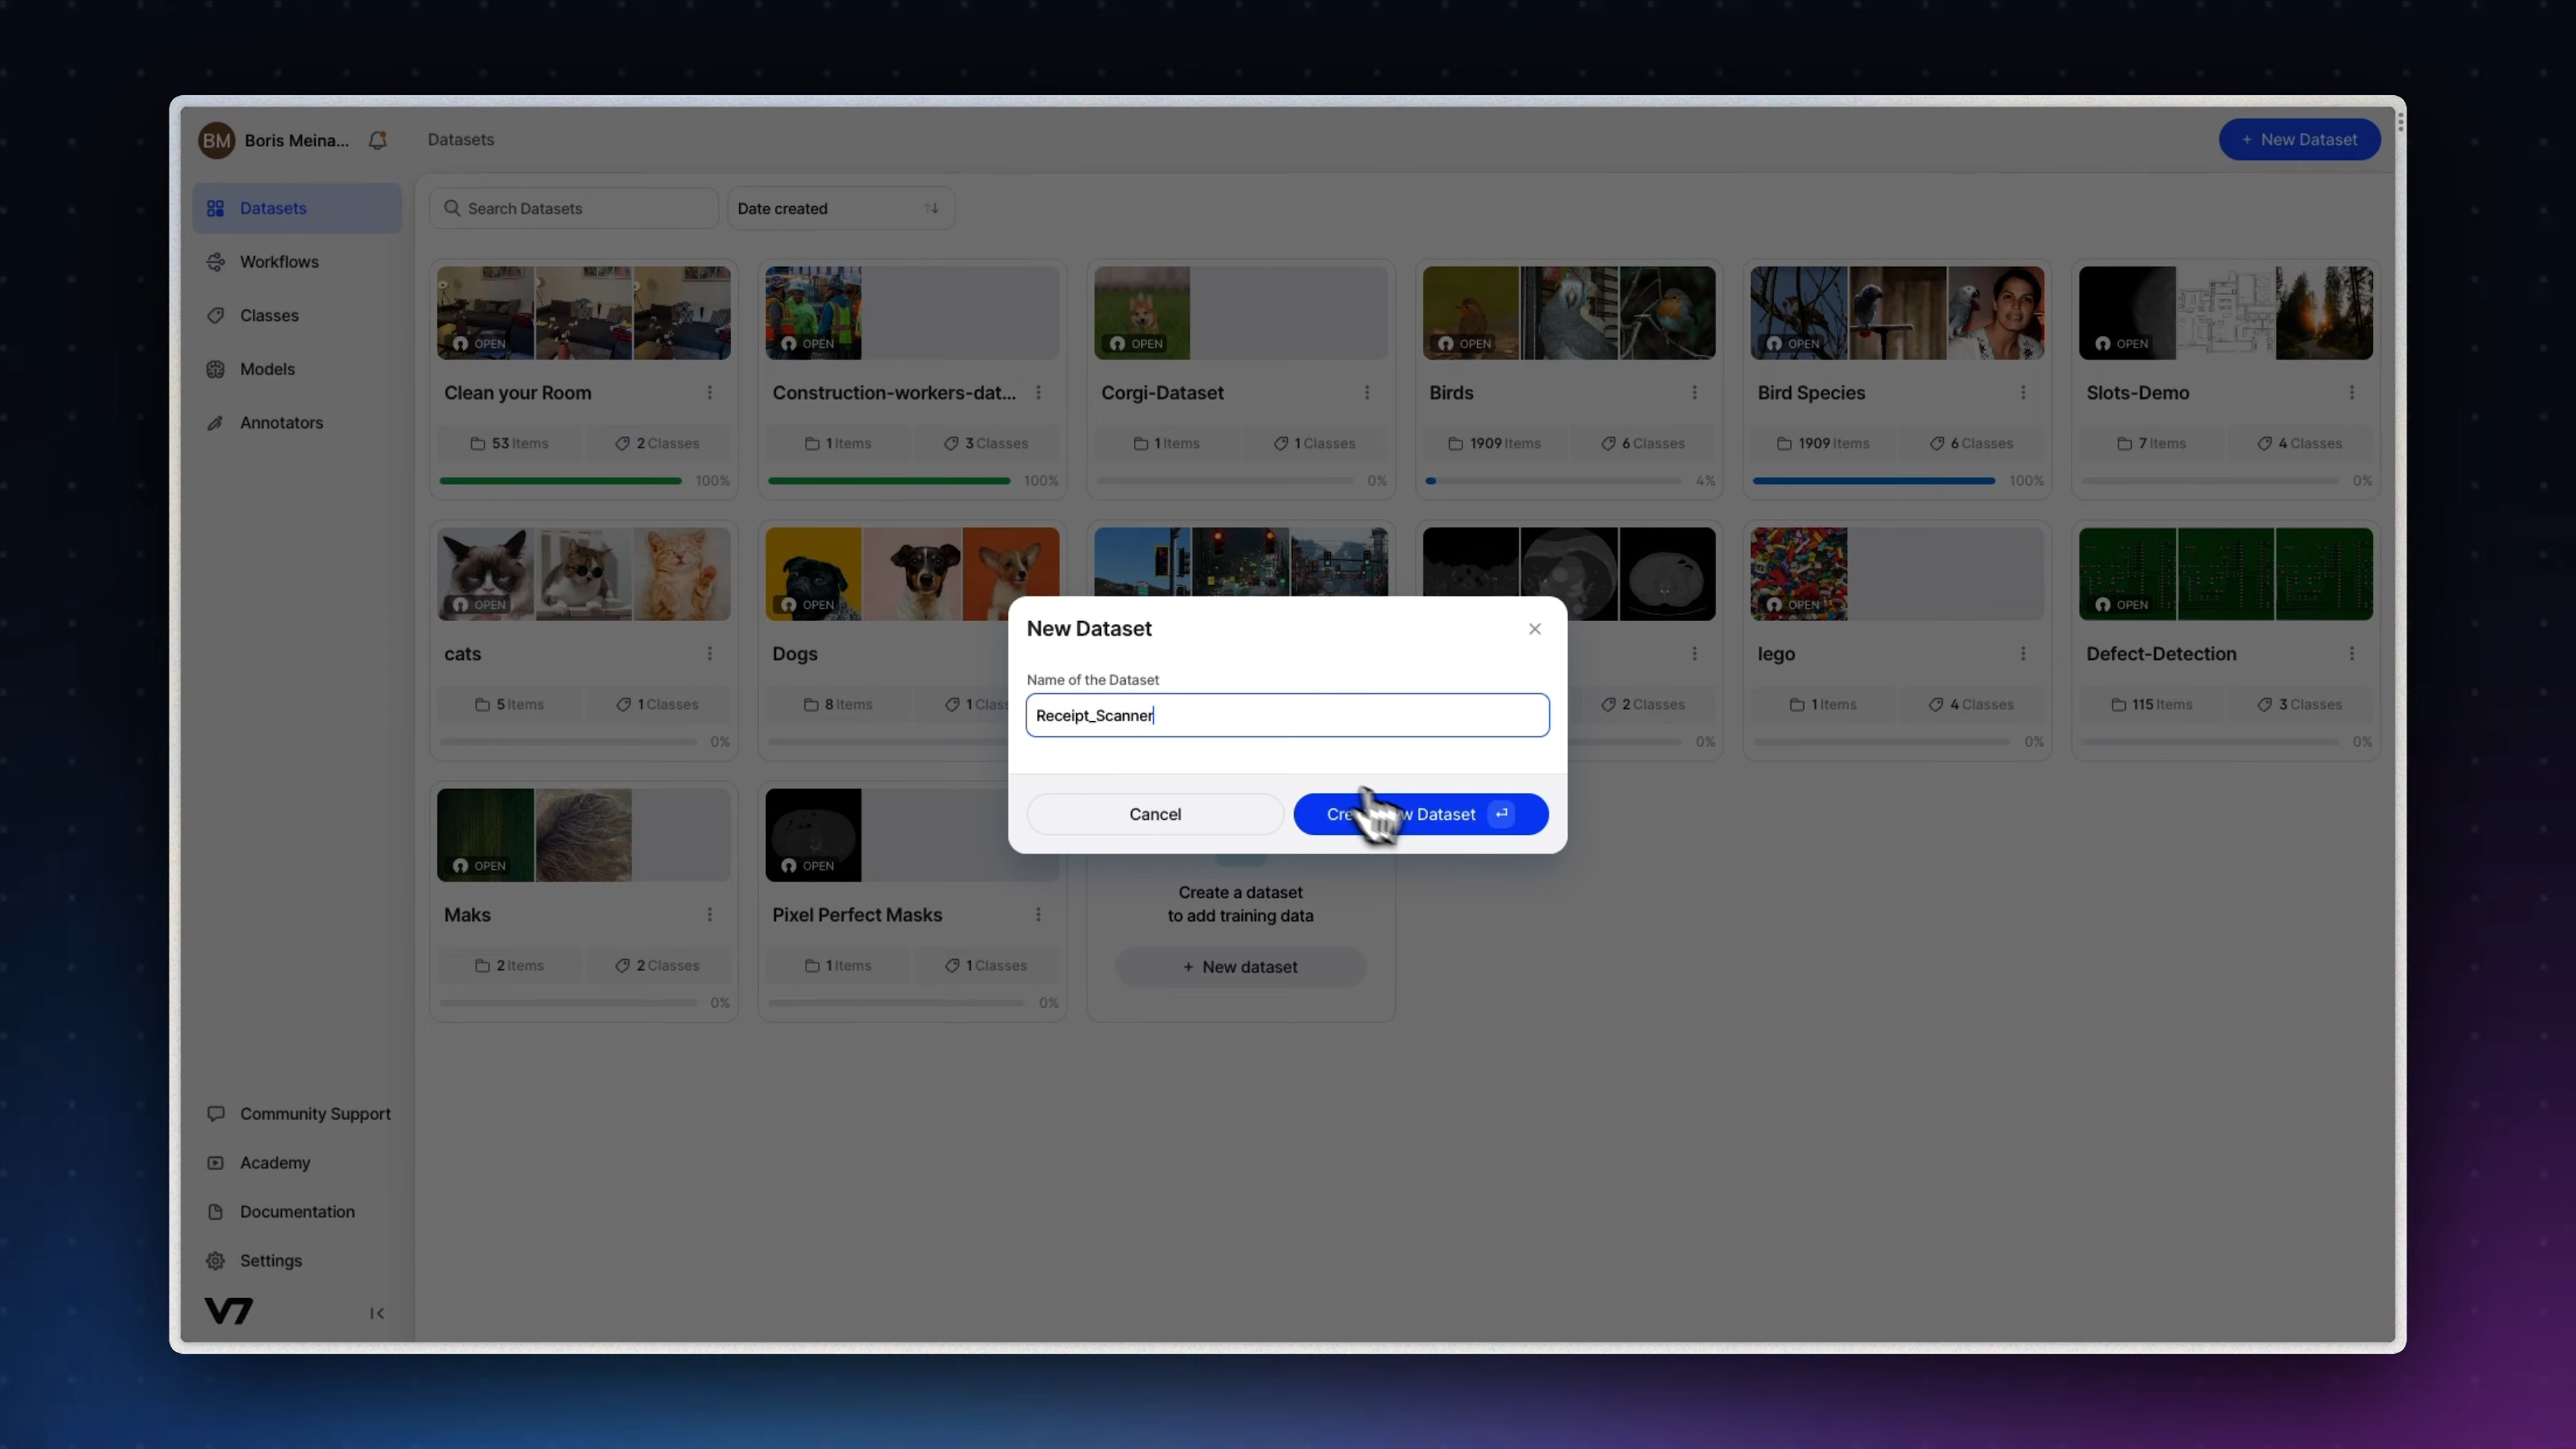 BM Boris Meina...
Datasets
+ New Dataset
Datasets
Workflows
Classes
Models
Annotators
Search Datasets
Date created
OPEN
OPEN
OPEN
OPEN
OPEN
OPEN
Clean your Room
Construction-workers-dat...
Corgi-Dataset
Birds
Bird Species
Slots-Demo
53 Items 2 Classes
1 Items 3 Classes
1 Items 1 Classes
1909 Items 6 Classes
1909 Items 6 Classes
7 Items 4 Classes
100%
100%
0%
4%
100%
0%
OPEN
OPEN
OPEN
OPEN
cats
Dogs
lego
Defect-Detection
5 Items 1 Classes
8 Items 1
2 Classes
1 Items 4 Classes
115 Items 3 Classes
0%
0%
0%
0%
New Dataset
Name of the Dataset
Receipt_Scanner
Cancel
Dataset
OPEN
OPEN
Maks
Pixel Perfect Masks
2 Items 2 Classes
1 Items 1 Classes
0%
0%
Create a dataset
to add training data
+ New dataset
Community Support
Academy
Documentation
Settings
V7